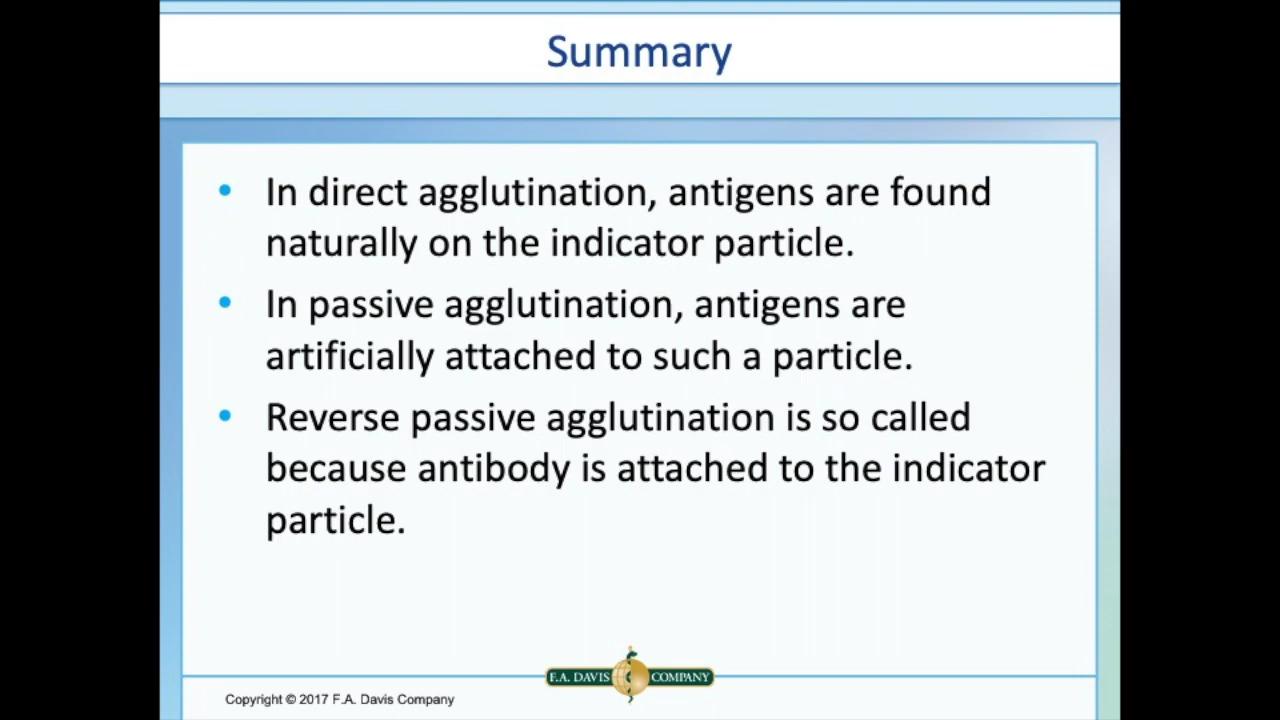 Summary
• In direct agglutination, antigens are found
naturally on the indicator particle.
• In passive agglutination, antigens are
artificially attached to such a particle.
• Reverse passive agglutination is so called
because antibody is attached to the indicator
particle.
F.A. DAVIS COMPANY
Copyright © 2017 F.A. Davis Company